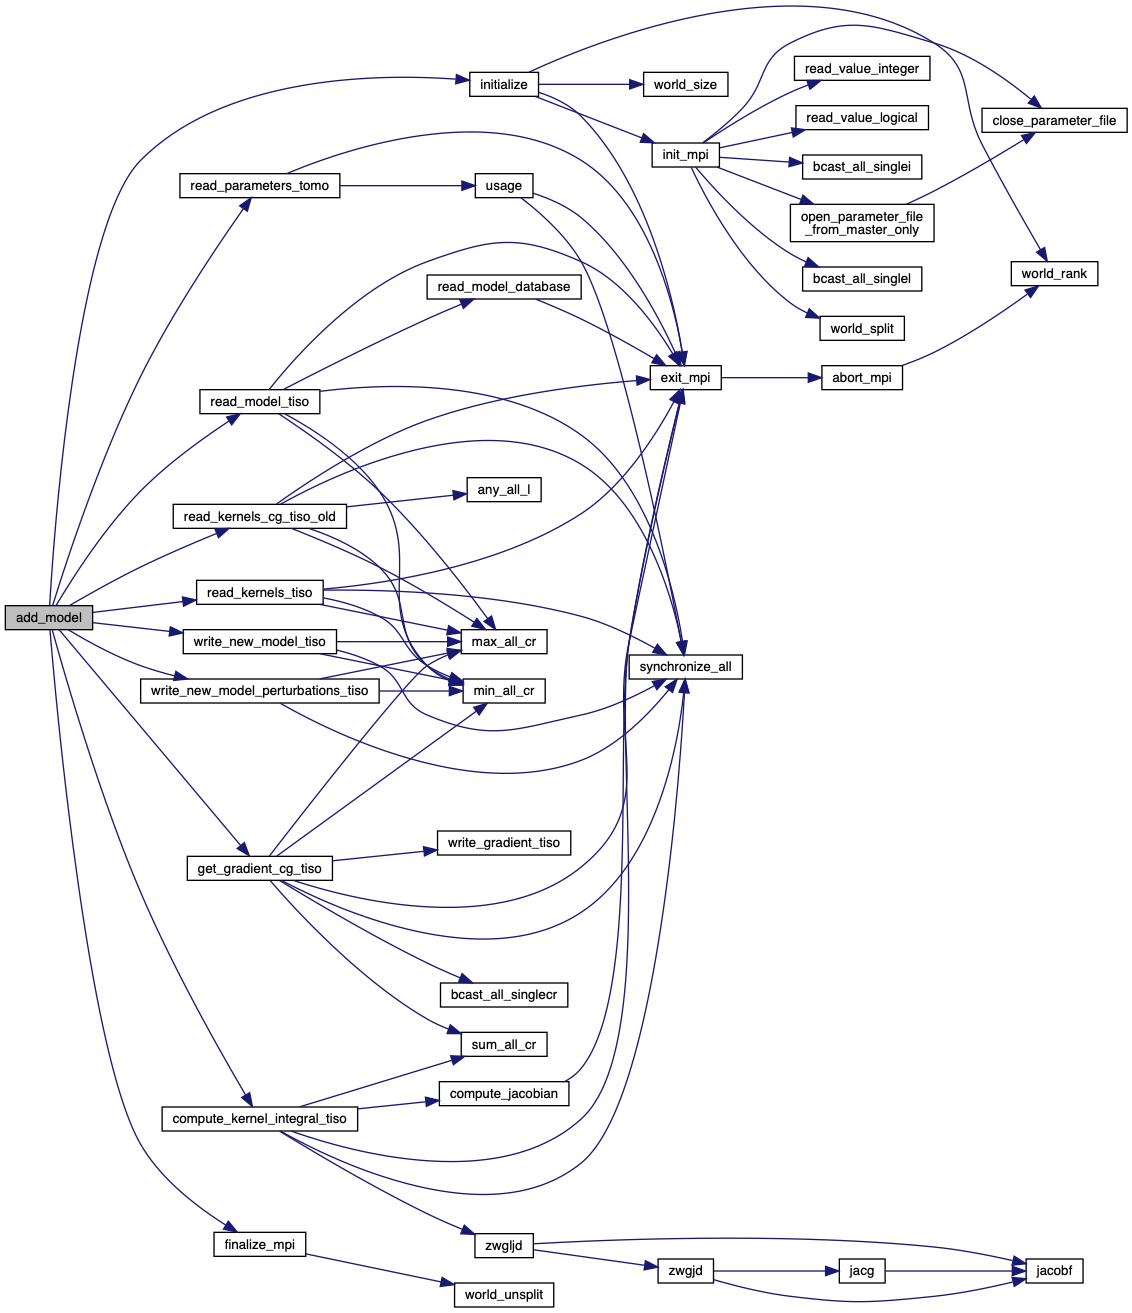 initialize
world_size
read_value_integer
read_value_logical
close_parameter_file
init_mpi
bcast_all_singlei
read_parameters_tomo
usage
open_parameter_file
_from_master_only
bcast_all_singlel
world_rank
read_model_database
world_split
exit_mpi
abort_mpi
read_model_tiso
any_all_l
read_kernels_cg_tiso_old
read_kernels_tiso
add_model
write_new_model_tiso
max_all_cr
synchronize_all
write_new_model_perturbations_tiso
min_all_cr
write_gradient_tiso
get_gradient_cg_tiso
bcast_all_singlecr
sum_all_cr
compute_jacobian
compute_kernel_integral_tiso
finalize_mpi
zwgljd
zwgjd
jacg
jacobf
world_unsplit